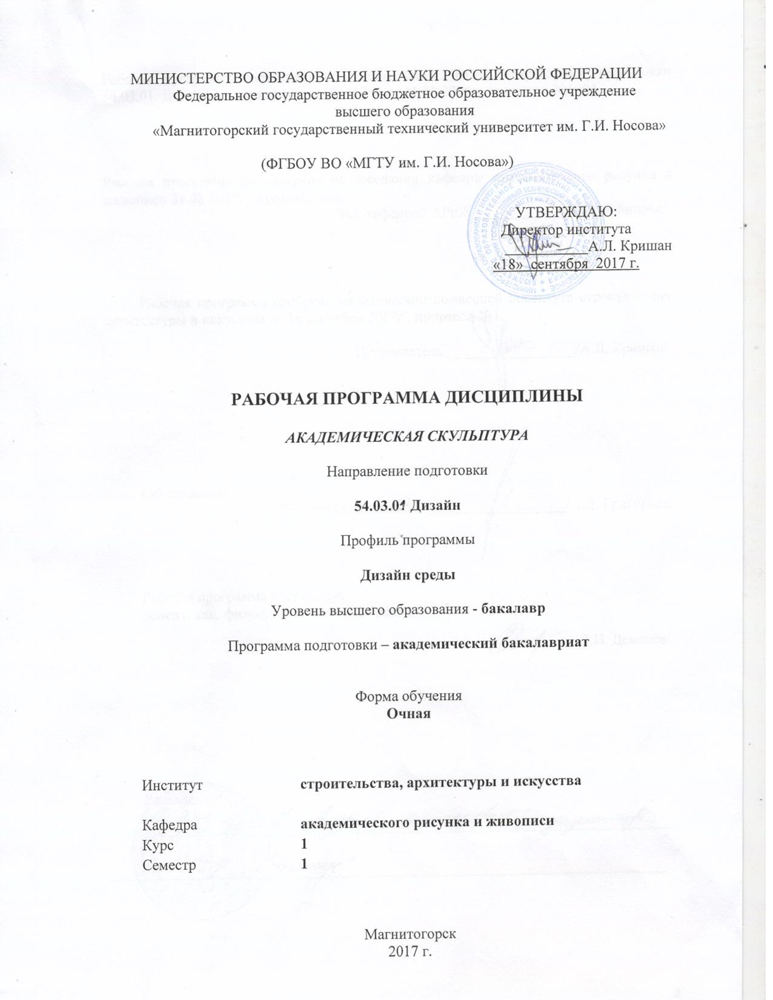 МИНИСТЕРСТВО ОБРАЗОВАНИЯ И НАУКИ РОССИЙСКОЙ ФЕДЕРАЦИИ
Федеральное государственное бюджетное образовательное учреждение
высшего образования
«Магнитогорский государственный технический университет им. Г.И. Носова»
(ФГБОУ ВО «МГТУ им. Г.И. Носова»)
УТВЕРЖДАЮ:
Директор института
А.Л. Кришан
«18» сентября 2017 г.
РАБОЧАЯ ПРОГРАММА ДИСЦИПЛИНЫ
АКАДЕМИЧЕСКАЯ СКУЛЬПТУРА
Направление подготовки
54.03.01 Дизайн
Профиль программы
Дизайн среды
Уровень высшего образования - бакалавр
Программа подготовки – академический бакалавриат
Форма обучения
Очная
Институт строительства, архитектуры и искусства
Кафедра академического рисунка и живописи
Курс 1
Семестр 1
Магнитогорск
2017 г.